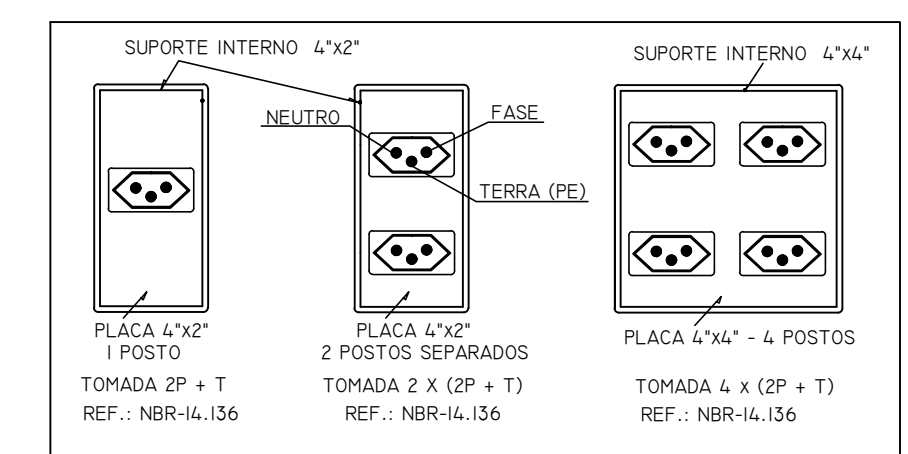 SUPORTE INTERNO 4"x2"
SUPORTE INTERNO 4"x4"
NEUTRO
FASE
TERRA (PE)
PLACA 4"x2"
1 POSTO
TOMADA 2P + T
REF.: NBR-14.136
PLACA 4"x2"
2 POSTOS SEPARADOS
TOMADA 2 X (2P + T)
REF.: NBR-14.136
PLACA 4"x4" - 4 POSTOS
TOMADA 4 x (2P + T)
REF.: NBR-14.136